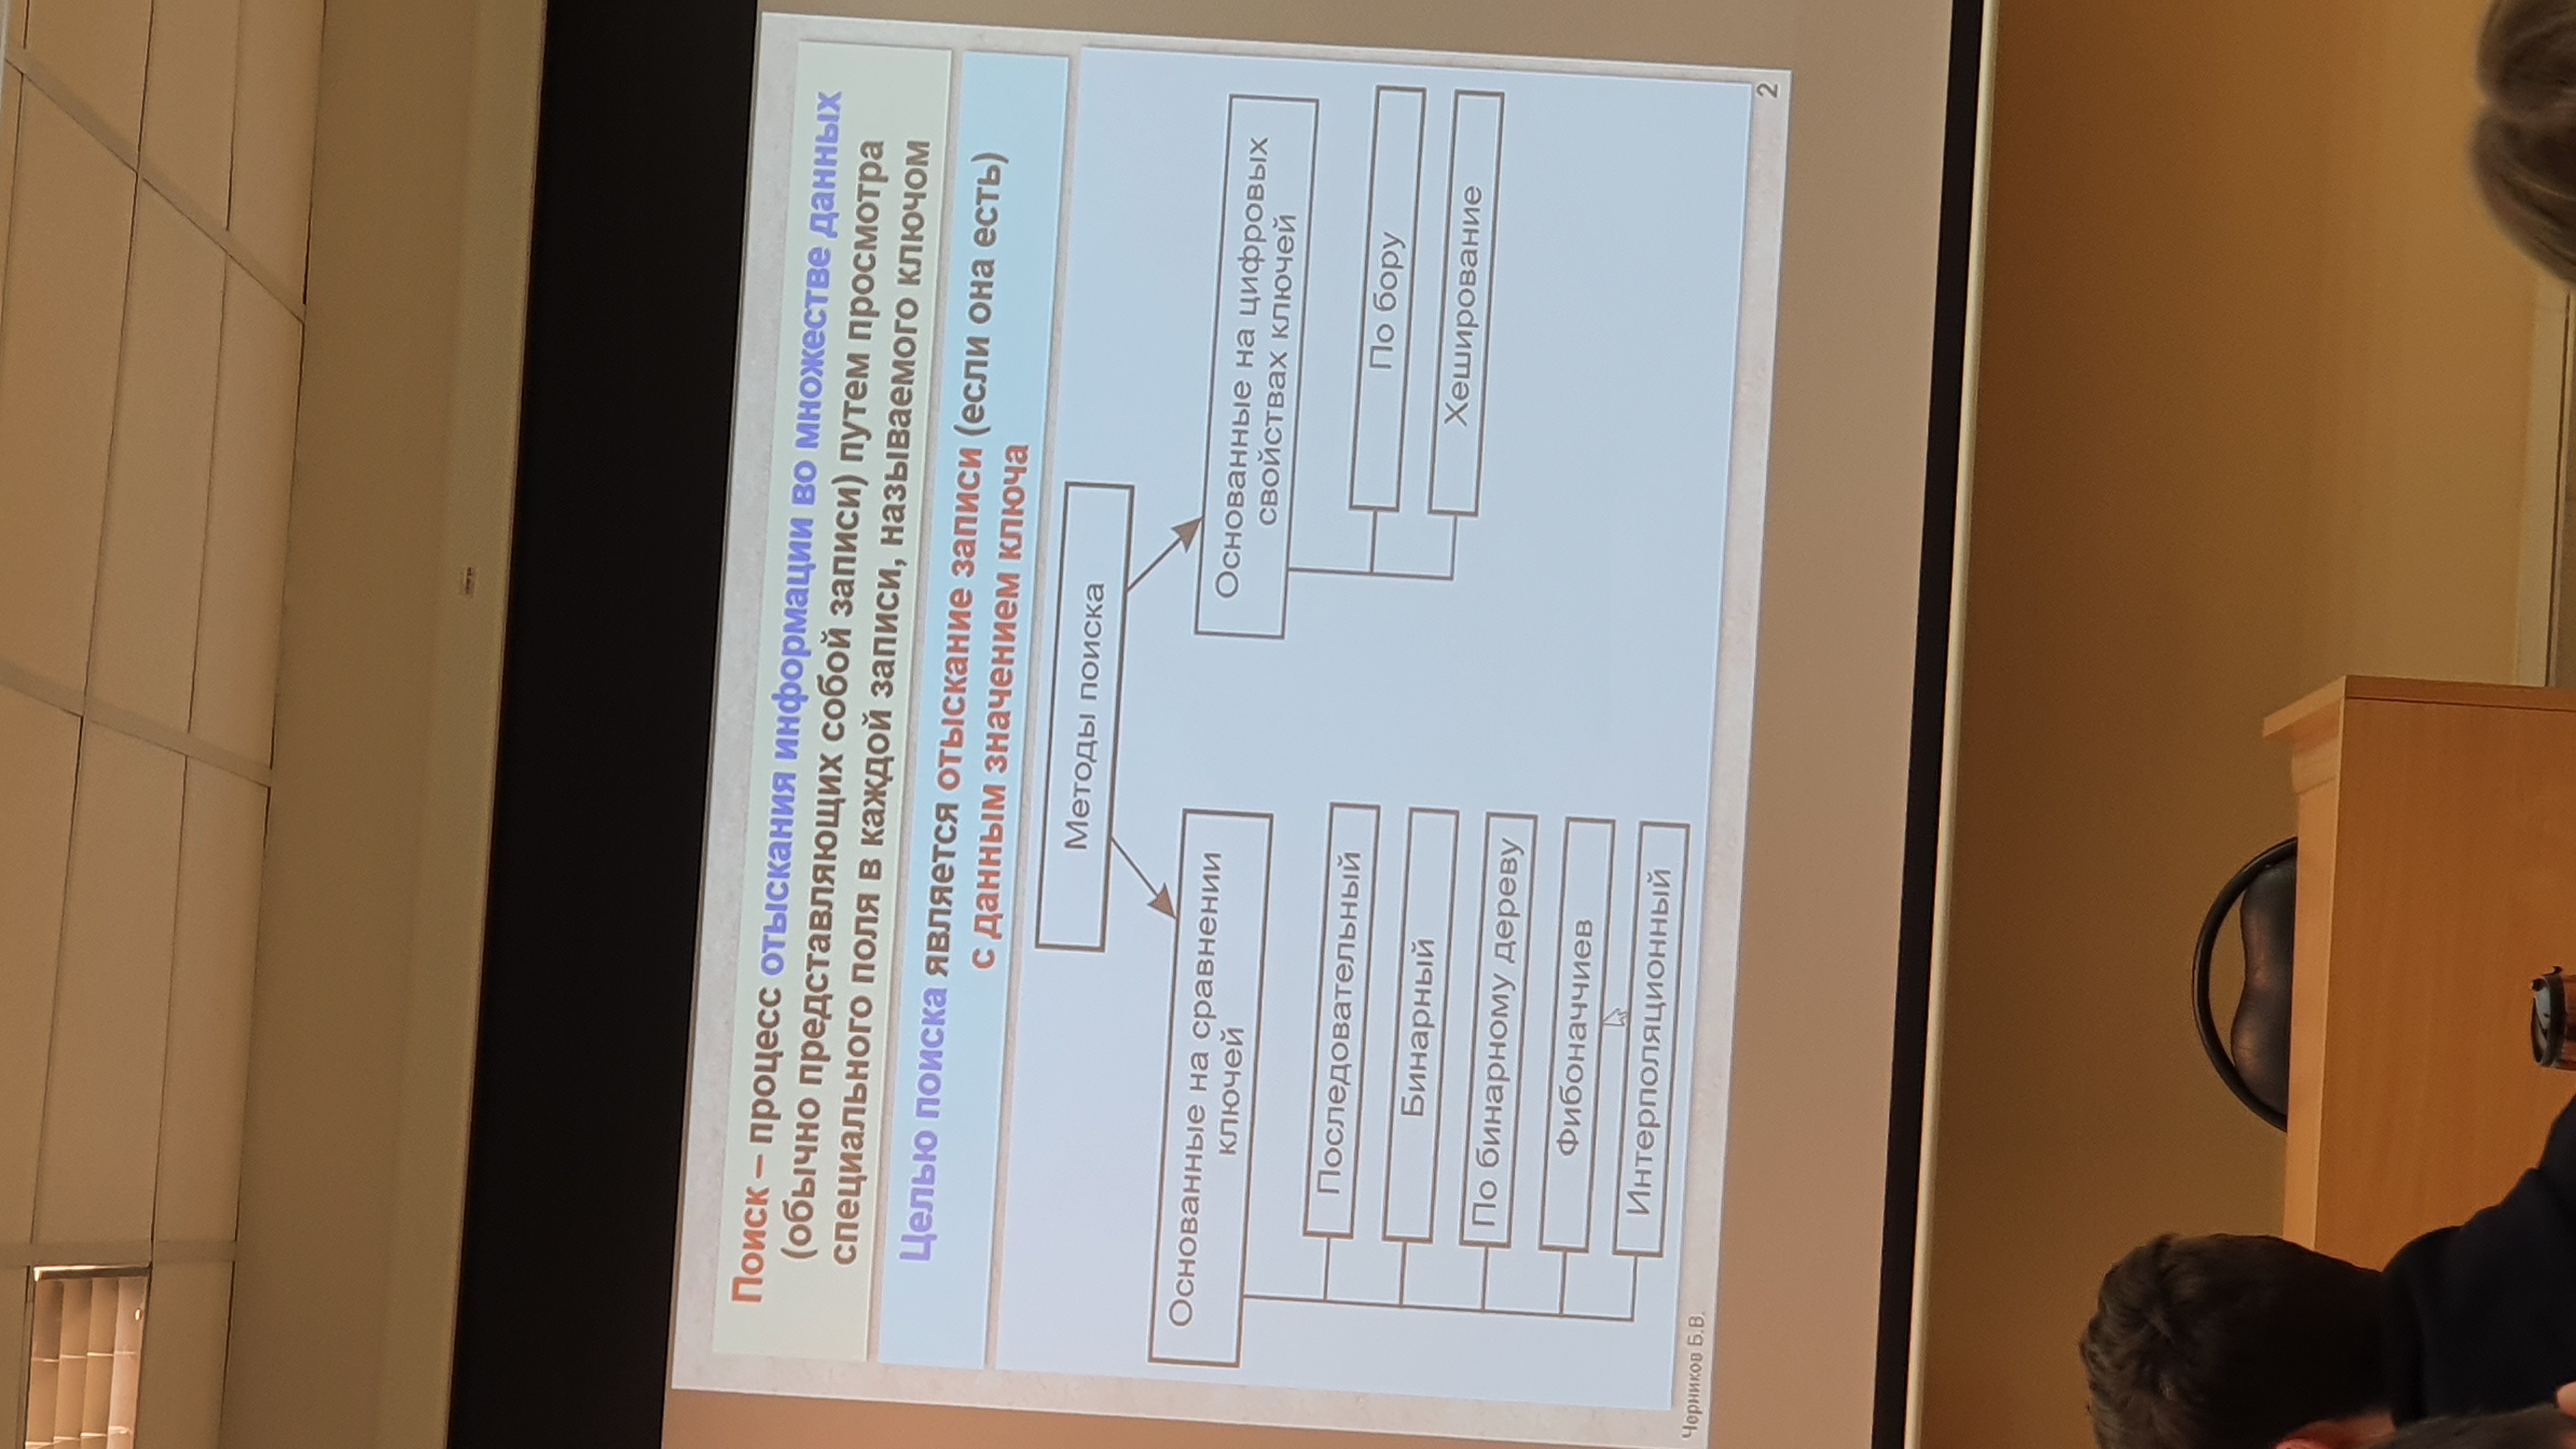 Поиск – процесс отыскания информации во множестве данных
(обычно представляющих собой записи) путем просмотра
специального поля в каждой записи, называемого ключом
Целью поиска является отыскание записи (если она есть)
с данным значением ключа
Методы поиска
Основанные на сравнении
ключей
Последовательный
Бинарный
По бинарному дереву
Фибоначчиев
Интерполяционный
Основанные на цифровых
свойствах ключей
По бору
Хеширование
Черников Б.В.
2